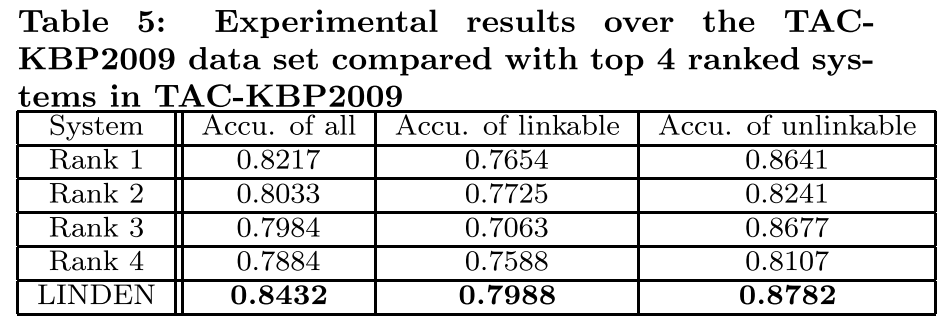 Table 5: Experimental results over the TAC-
KBP2009 data set compared with top 4 ranked sys-
tems in TAC-KBP2009
System Accu. of all Accu. of linkable Accu. of unlinkable
Rank 1 0.8217 0.7654 0.8641
Rank 2 0.8033 0.7725 0.8241
Rank 3 0.7984 0.7063 0.8677
Rank 4 0.7884 0.7588 0.8107
LINDEN 0.8432 0.7988 0.8782